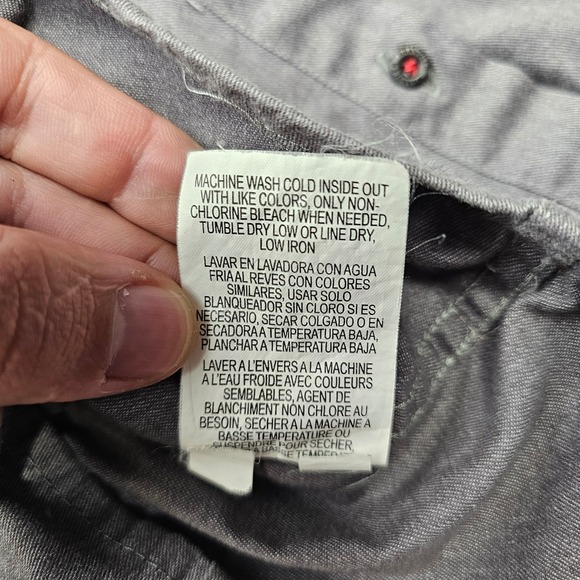 MACHINE WASH COLD INSIDE OUT
WITH LIKE COLORS, ONLY NON-
CHLORINE BLEACH WHEN NEEDED,
TUMBLE DRY LOW OR LINE DRY,
LOW IRON
LAVAR EN LAVADORA CON AGUA
FRIA AL REVES CON COLORES
SIMILARES, USAR SOLO
BLANQUEADOR SIN CLORO SI ES
NECESARIO, SECAR COLGADO O EN
SECADORA A TEMPERATURA BAJA,
PLANCHAR A TEMPERATURA BAJA
LAVER A L'ENVERS A LA MACHINE
A L'EAU FROIDE AVEC COULEURS
SEMBLABLES, AGENT DE
BLANCHIMENT NON CHLORE AU
BESOIN, SECHER A LA MACHINE A
BASSE TEMPERATURE OU
SUSPENDRE POUR SECHER,